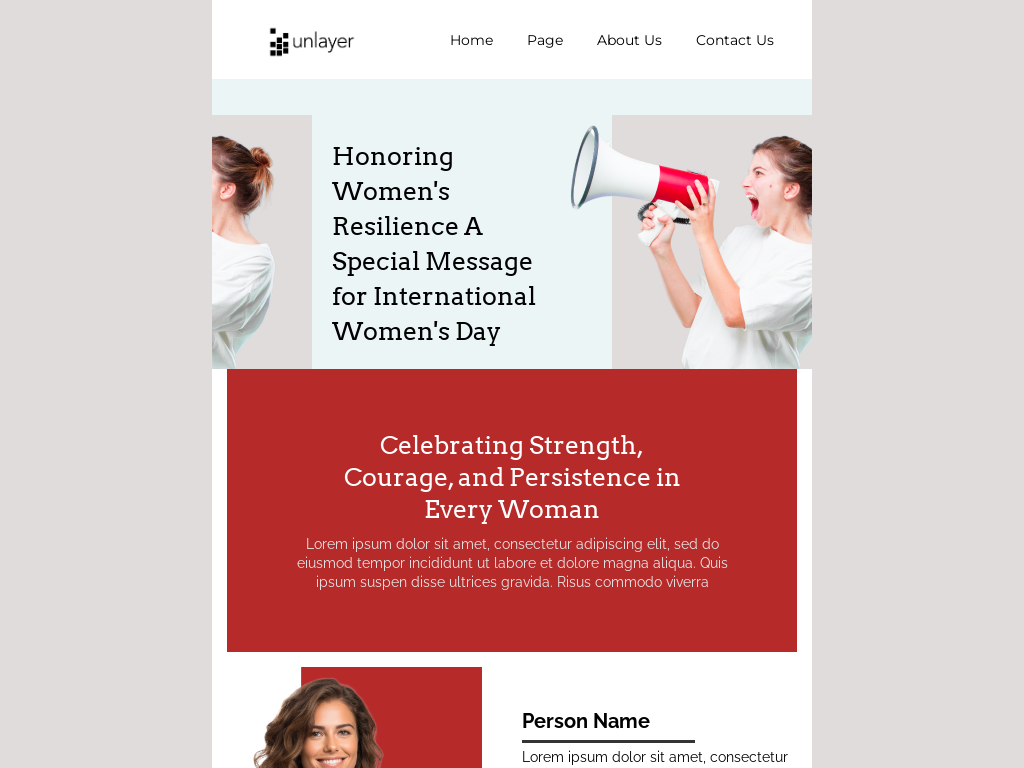 unlayer
Home Page About Us Contact Us
Honoring
Women's
Resilience A
Special Message
for International
Women's Day
Celebrating Strength,
Courage, and Persistence in
Every Woman
Lorem ipsum dolor sit amet, consectetur adipiscing elit, sed do
eiusmod tempor incididunt ut labore et dolore magna aliqua. Quis
ipsum suspen disse ultrices gravida. Risus commodo viverra
Person Name
Lorem ipsum dolor sit amet, consectetur